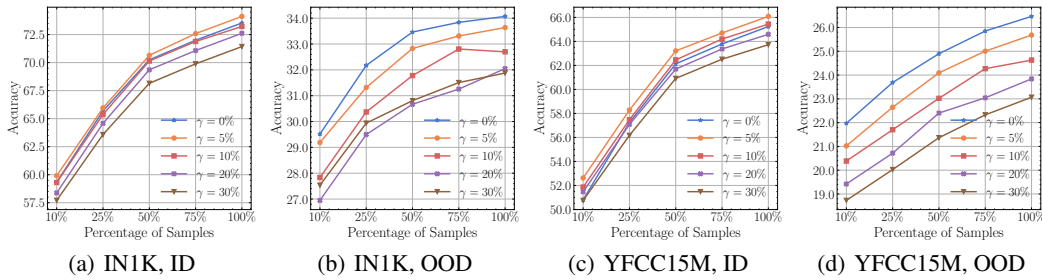 Accuracy
72.5
70.0
67.5
65.0
62.5
60.0
57.5
10% 25% 50% 75% 100%
Percentage of Samples
γ = 0%
γ = 5%
γ = 10%
γ = 20%
γ = 30%
(a) IN1K, ID
Accuracy
34.0
33.0
32.0
31.0
30.0
29.0
28.0
27.0
10% 25% 50% 75% 100%
Percentage of Samples
γ = 0%
γ = 5%
γ = 10%
γ = 20%
γ = 30%
(b) IN1K, OOD
Accuracy
66.0
64.0
62.0
60.0
58.0
56.0
54.0
52.0
50.0
10% 25% 50% 75% 100%
Percentage of Samples
γ = 0%
γ = 5%
γ = 10%
γ = 20%
γ = 30%
(c) YFCC15M, ID
Accuracy
26.0
25.0
24.0
23.0
22.0
21.0
20.0
19.0
10% 25% 50% 75% 100%
Percentage of Samples
γ = 0%
γ = 5%
γ = 10%
γ = 20%
γ = 30%
(d) YFCC15M, OOD